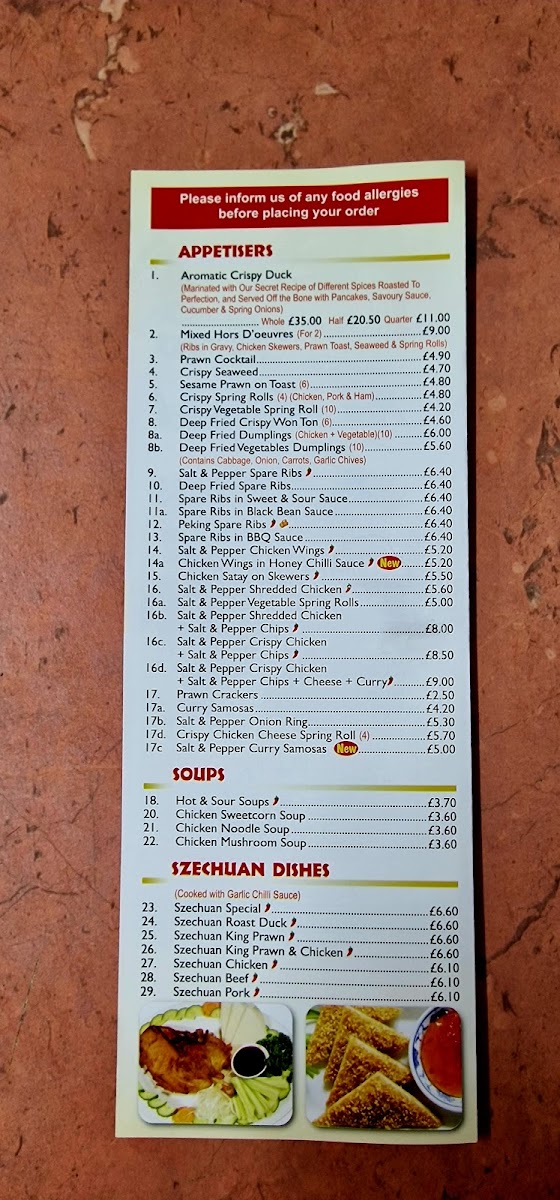 Please inform us of any food allergies
before placing your order
APPETISERS
1. Aromatic Crispy Duck
(Marinated with Our Secret Recipe of Different Spices Roasted To
Perfection, and Served Off the Bone with Pancakes, Savoury Sauce,
Cucumber & Spring Onions)
Whole £35.00 Half £20.50 Quarter £11.00
2. Mixed Hors D'oeuvres (For 2) £9.00
(Ribs in Gravy, Chicken Skewers, Prawn Toast, Seaweed & Spring Rolls)
3. Prawn Cocktail £4.90
4. Crispy Seaweed £4.70
5. Sesame Prawn on Toast (6) £4.80
6. Crispy Spring Rolls (4) (Chicken, Pork & Ham) £4.80
7. Crispy Vegetable Spring Roll (10) £4.20
8. Deep Fried Crispy Won Ton (6) £4.60
8a. Deep Fried Dumplings (Chicken + Vegetable)(10) £6.00
8b. Deep Fried Vegetables Dumplings (10) £5.60
(Contains Cabbage, Onion, Carrots, Garlic Chives)
9. Salt & Pepper Spare Ribs £6.40
10. Deep Fried Spare Ribs £6.40
11. Spare Ribs in Sweet & Sour Sauce £6.40
11a. Spare Ribs in Black Bean Sauce £6.40
12. Peking Spare Ribs £6.40
13. Spare Ribs in BBQ Sauce £6.40
14. Salt & Pepper Chicken Wings £5.20
14a Chicken Wings in Honey Chilli Sauce New £5.20
15. Chicken Satay on Skewers £5.50
16. Salt & Pepper Shredded Chicken £5.60
16a. Salt & Pepper Vegetable Spring Rolls £5.00
16b. Salt & Pepper Shredded Chicken
+ Salt & Pepper Chips £8.00
16c. Salt & Pepper Crispy Chicken
+ Salt & Pepper Chips £8.50
16d. Salt & Pepper Crispy Chicken
+ Salt & Pepper Chips + Cheese + Curry £9.00
17. Prawn Crackers £2.50
17a. Curry Samosas £4.20
17b. Salt & Pepper Onion Ring £5.30
17d. Crispy Chicken Cheese Spring Roll (4) £5.70
17c Salt & Pepper Curry Samosas New £5.00
SOUPS
18. Hot & Sour Soups £3.70
20. Chicken Sweetcorn Soup £3.60
21. Chicken Noodle Soup £3.60
22. Chicken Mushroom Soup £3.60
SZECHUAN DISHES
(Cooked with Garlic Chilli Sauce)
23. Szechuan Special £6.60
24. Szechuan Roast Duck £6.60
25. Szechuan King Prawn £6.60
26. Szechuan King Prawn & Chicken £6.60
27. Szechuan Chicken £6.10
28. Szechuan Beef £6.10
29. Szechuan Pork £6.10